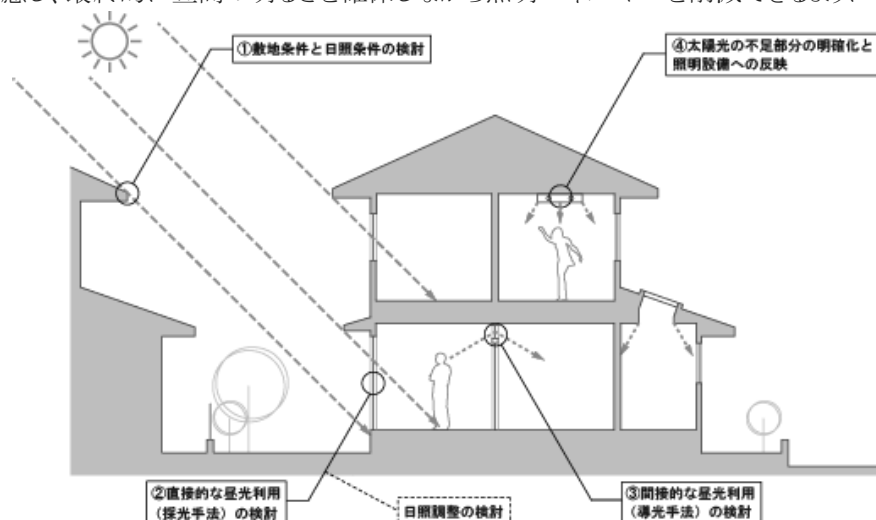 ①敷地条件と日照条件の検討
④太陽光の不足部分の明確化と
照明設備への反映
②直接的な昼光利用
（採光手法）の検討
日照調整の検討
③間接的な昼光利用
（導光手法）の検討